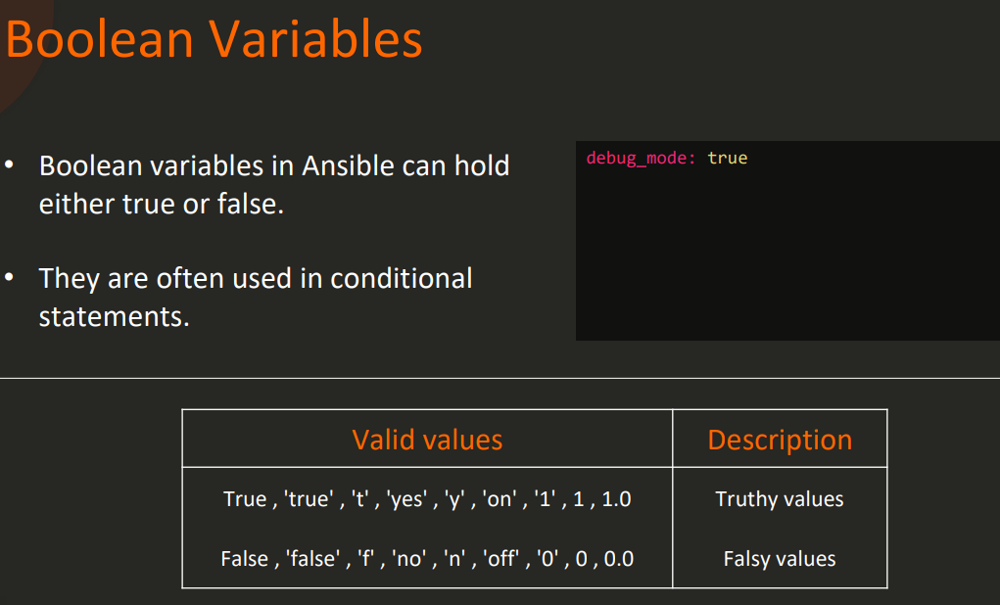 Boolean Variables
• Boolean variables in Ansible can hold
either true or false.
• They are often used in conditional
statements.
debug_mode: true
Valid values Description
True , 'true' , 't' , 'yes' , 'y' , 'on' , '1' , 1 , 1.0 Truthy values
False , 'false' , 'f' , 'no' , 'n' , 'off' , '0' , 0 , 0.0 Falsy values